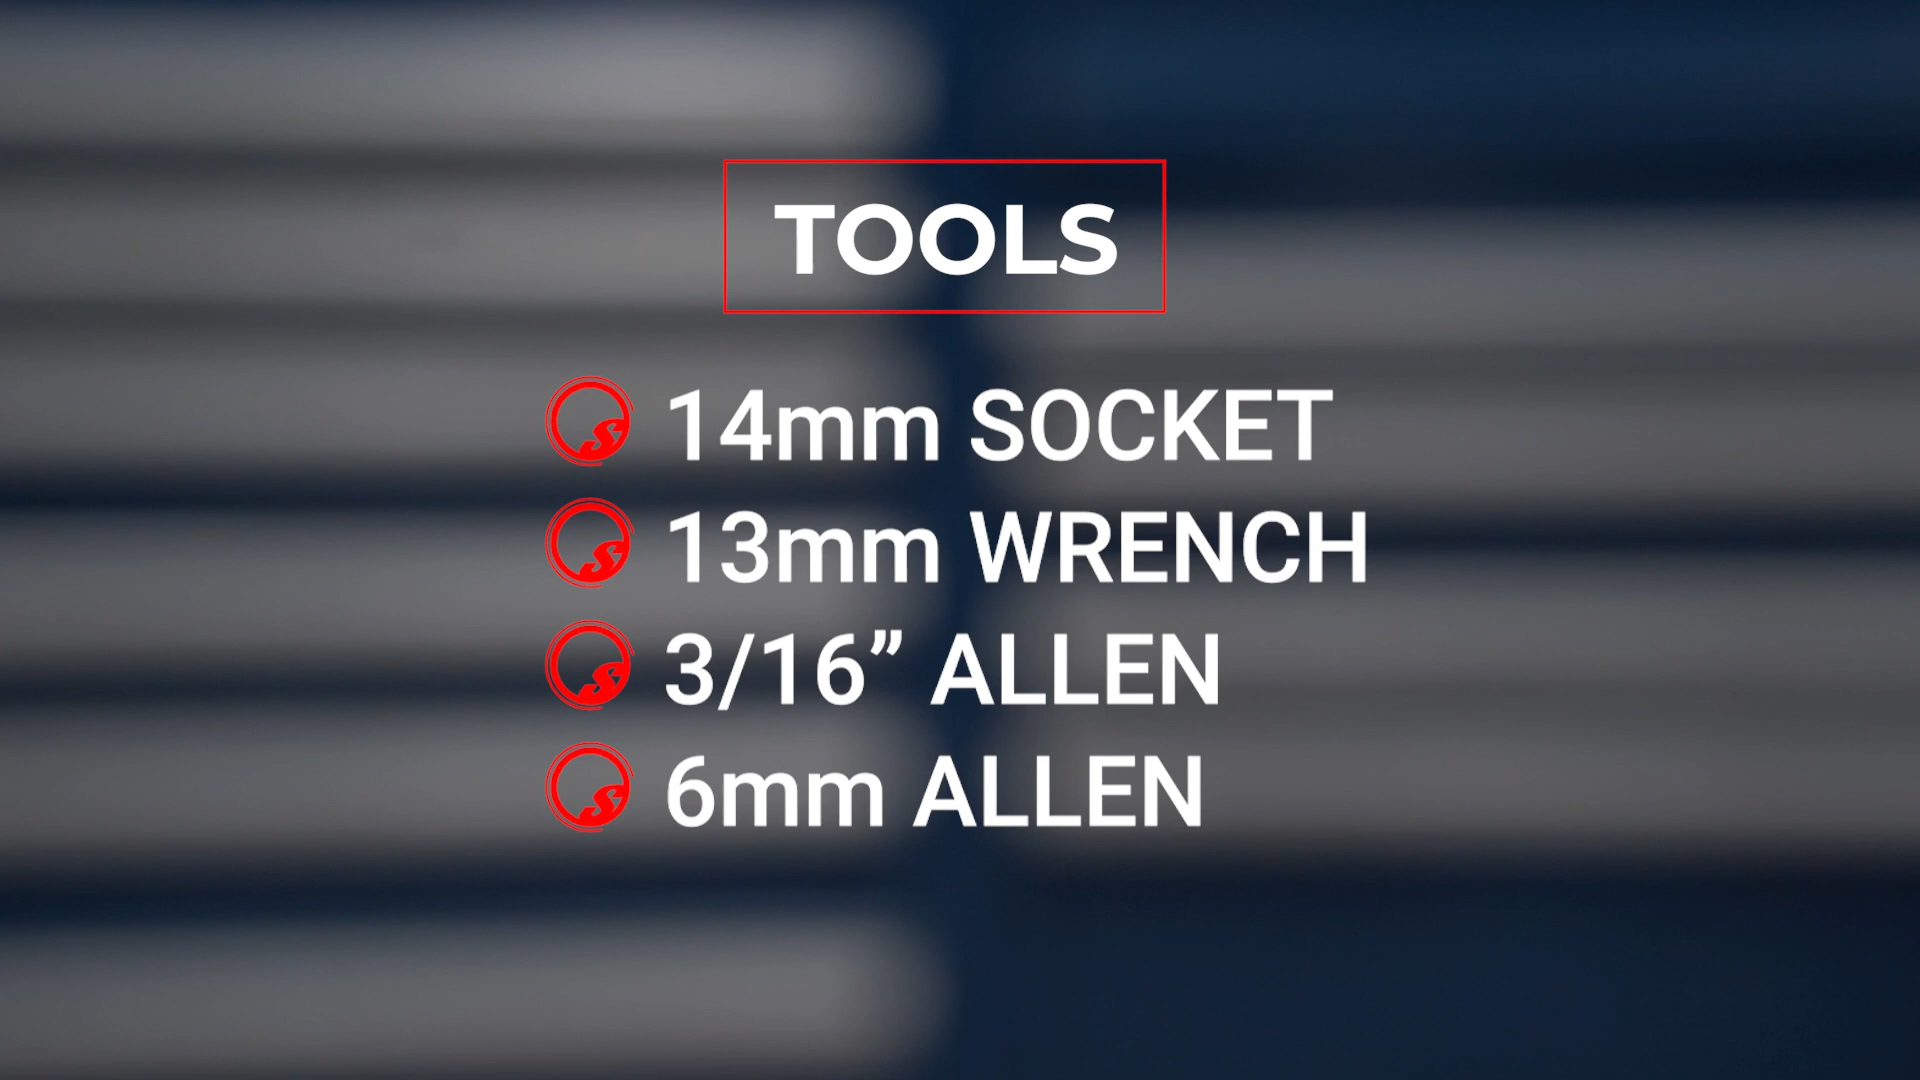 TOOLS
14mm SOCKET
13mm WRENCH
3/16” ALLEN
6mm ALLEN